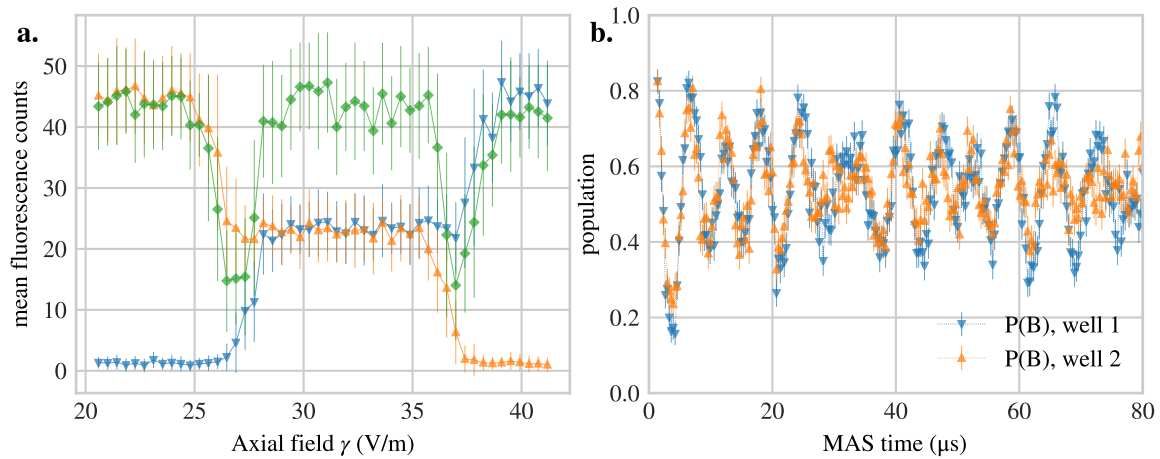 a.
mean fluorescence counts
50
40
30
20
10
0
20
25
30
35
40
Axial field γ (V/m)
b.
population
1.0
0.8
0.6
0.4
0.2
0.0
0
20
40
60
80
MAS time (µs)
P(B), well 1
P(B), well 2